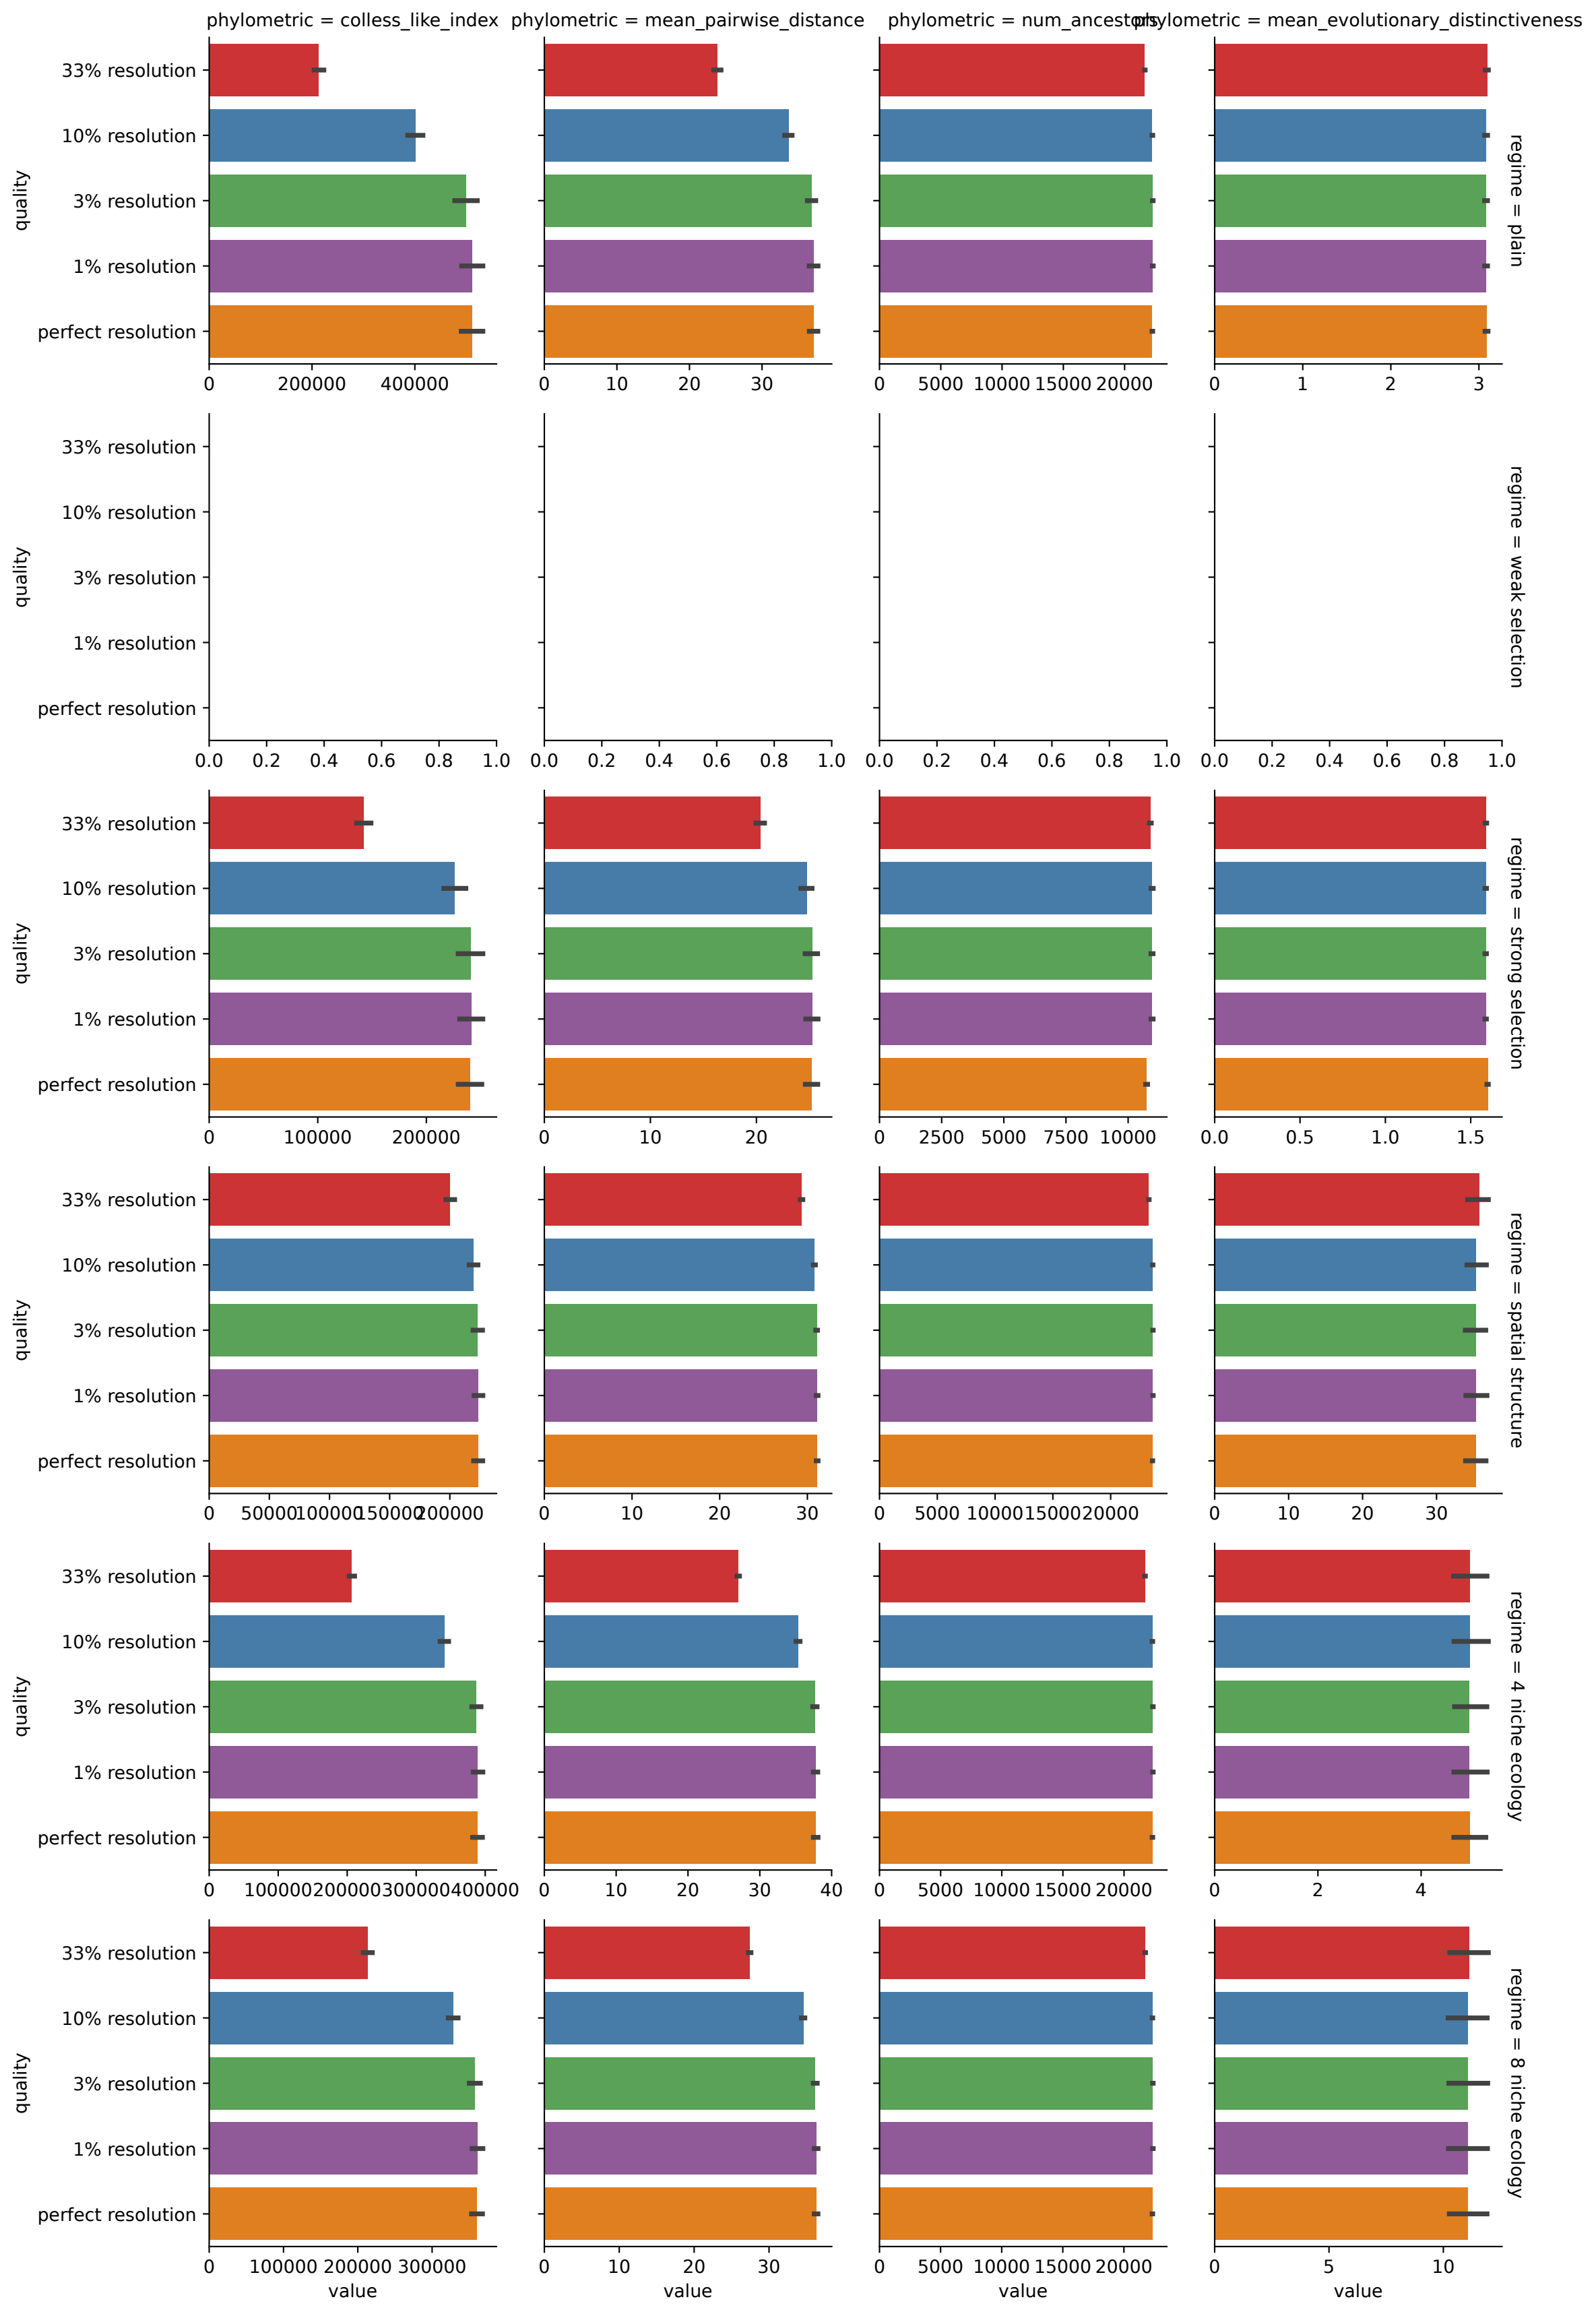 phylometric = colless_like_index phylometric = mean_pairwise_distance phylometric = num_ancestors phylometric = mean_evolutionary_distinctiveness
33% resolution
10% resolution
3% resolution
1% resolution
perfect resolution
quality
regime = plain
0 200000 400000 0 10 20 30 0 5000 10000 15000 20000 0 1 2 3
33% resolution
10% resolution
3% resolution
1% resolution
perfect resolution
quality
regime = weak selection
0.0 0.2 0.4 0.6 0.8 1.0 0.0 0.2 0.4 0.6 0.8 1.0 0.0 0.2 0.4 0.6 0.8 1.0 0.0 0.2 0.4 0.6 0.8 1.0
33% resolution
10% resolution
3% resolution
1% resolution
perfect resolution
quality
regime = strong selection
0 100000 200000 0 10 20 0 2500 5000 7500 10000 0.0 0.5 1.0 1.5
33% resolution
10% resolution
3% resolution
1% resolution
perfect resolution
quality
regime = spatial structure
0 50000 100000 150000 200000 0 10 20 30 0 5000 10000 15000 20000 0 10 20 30
33% resolution
10% resolution
3% resolution
1% resolution
perfect resolution
quality
regime = 4 niche ecology
0 100000 200000 300000 400000 0 10 20 30 40 0 5000 10000 15000 20000 0 2 4
33% resolution
10% resolution
3% resolution
1% resolution
perfect resolution
quality
regime = 8 niche ecology
0 100000 200000 300000 0 10 20 30 0 5000 10000 15000 20000 0 5 10
value value value value